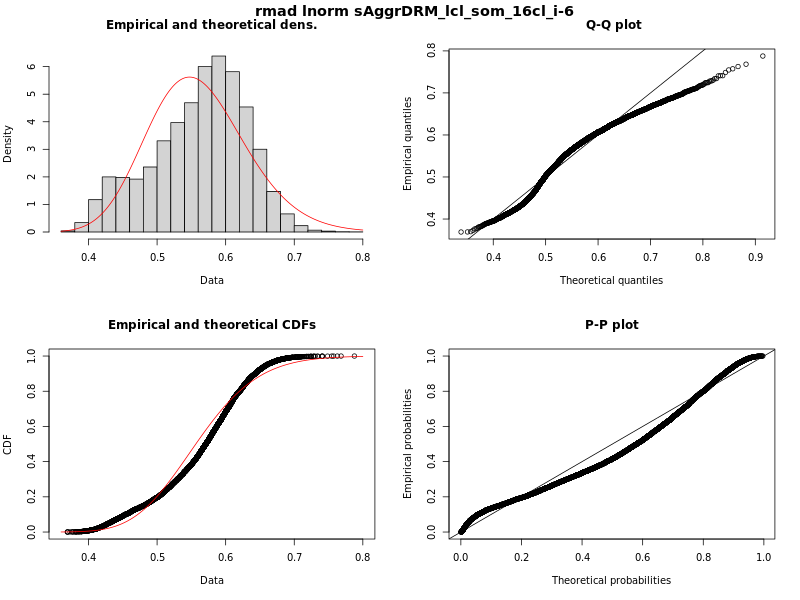 rmad lnorm sAggrDRM_lcl_som_16cl_i-6
Empirical and theoretical dens.
Density
0 1 2 3 4 5 6
0.4 0.5 0.6 0.7 0.8
Data
Q-Q plot
Empirical quantiles
0.4 0.5 0.6 0.7 0.8
0.4 0.5 0.6 0.7 0.8 0.9
Theoretical quantiles
Empirical and theoretical CDFs
CDF
0.0 0.2 0.4 0.6 0.8 1.0
0.4 0.5 0.6 0.7 0.8
Data
P-P plot
Empirical probabilities
0.0 0.2 0.4 0.6 0.8 1.0
0.0 0.2 0.4 0.6 0.8 1.0
Theoretical probabilities